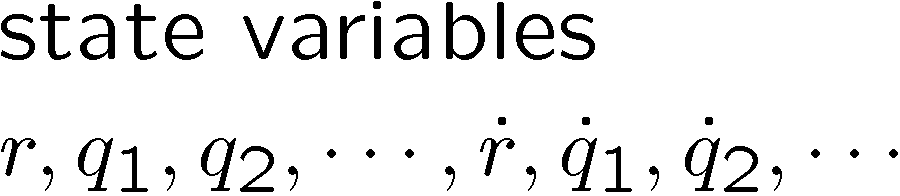 state variables
r, q₁, q₂, ⋯ , ṙ, q̇₁, q̇₂, ⋯